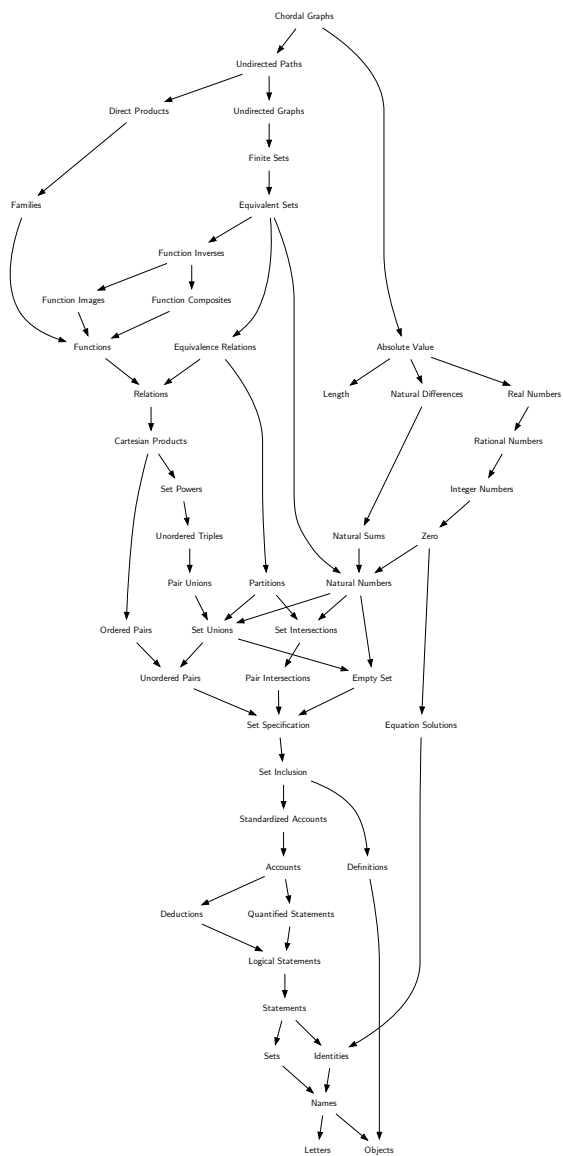 Chordal Graphs
Undirected Paths
Direct Products
Undirected Graphs
Finite Sets
Families
Equivalent Sets
Function Inverses
Function Images
Function Composites
Functions
Equivalence Relations
Absolute Value
Relations
Length
Natural Differences
Real Numbers
Cartesian Products
Rational Numbers
Set Powers
Integer Numbers
Unordered Triples
Natural Sums
Zero
Pair Unions
Partitions
Natural Numbers
Ordered Pairs
Set Unions
Set Intersections
Unordered Pairs
Pair Intersections
Empty Set
Set Specification
Equation Solutions
Set Inclusion
Standardized Accounts
Accounts
Definitions
Deductions
Quantified Statements
Logical Statements
Statements
Sets
Identities
Names
Letters
Objects